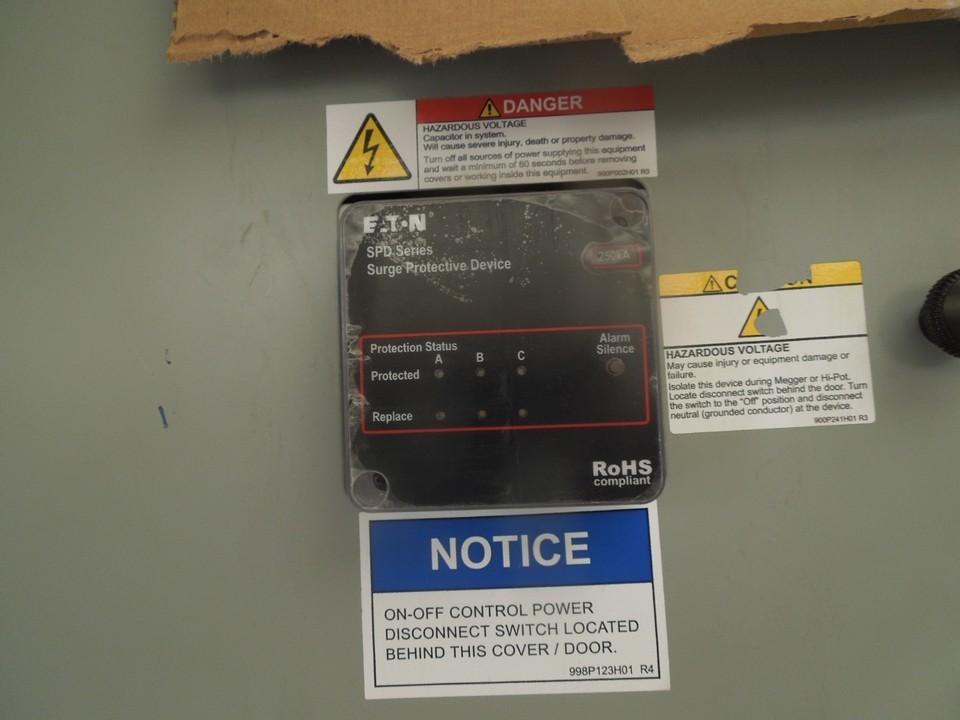 DANGER
HAZARDOUS VOLTAGE
Capacitor in system.
Will cause severe injury, death or property damage.
Turn off all sources of power supplying this equipment
and wait a minimum of 60 seconds before removing
covers or working inside this equipment. 900P002H01 R3
EATON
SPD Series
Surge Protective Device
250kA
Protection Status
A B C
Alarm
Silence
Protected
Replace
RoHS
compliant
HAZARDOUS VOLTAGE
May cause injury or equipment damage or
failure.
Isolate this device during Megger or Hi-Pot.
Locate disconnect switch behind the door. Turn
the switch to the "Off" position and disconnect
neutral (grounded conductor) at the device.
900P241H01 R3
NOTICE
ON-OFF CONTROL POWER
DISCONNECT SWITCH LOCATED
BEHIND THIS COVER / DOOR.
998P123H01 R4